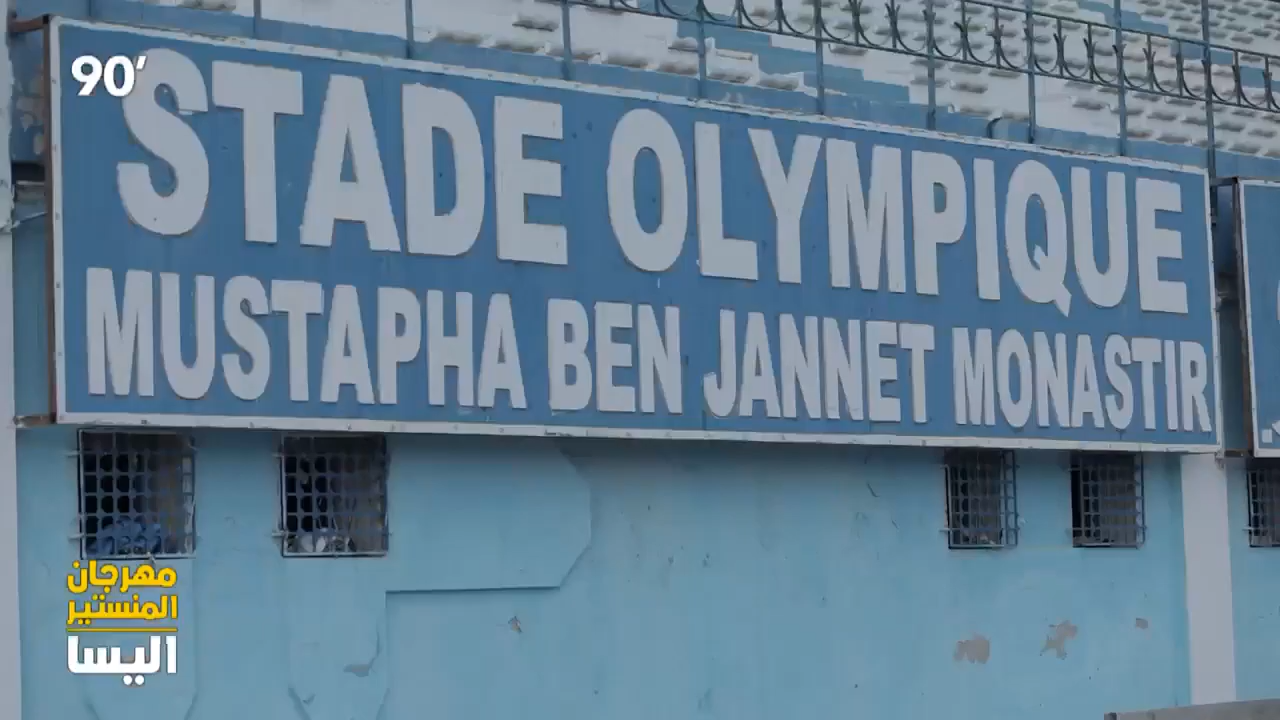 90’
STADE OLYMPIQUE
MUSTAPHA BEN JANNET MONASTIR
مهرجان
المنستير
اليسا